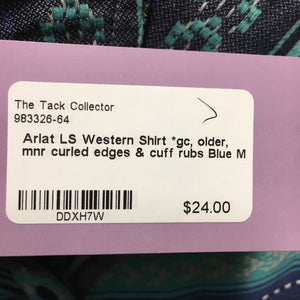 The Tack Collector
983326-64
Ariat LS Western Shirt *gc, older,
mnr curled edges & cuff rubs Blue M
DDXH7W
$24.00